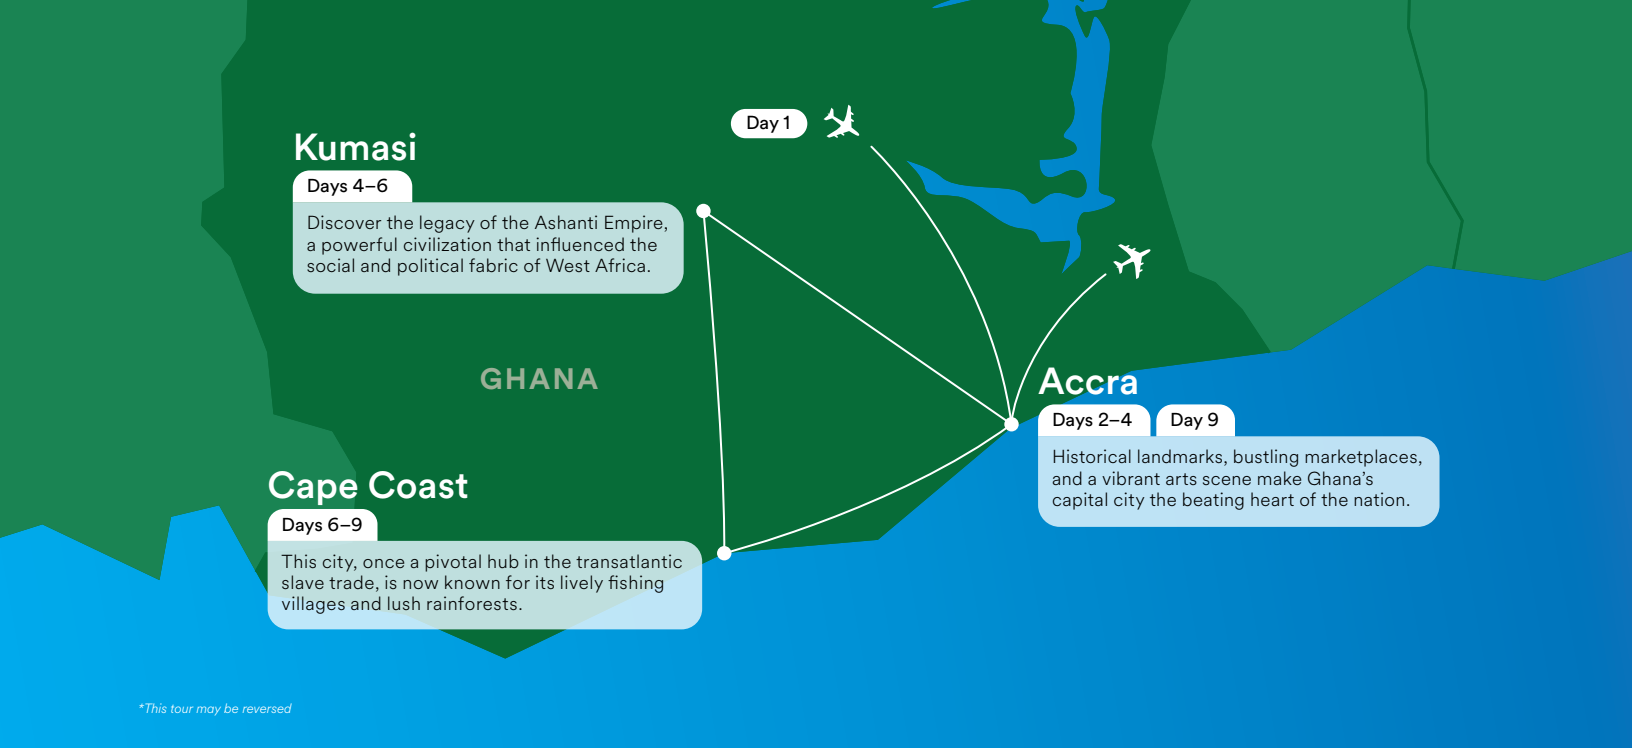 Day 1
Kumasi
Days 4–6
Discover the legacy of the Ashanti Empire,
a powerful civilization that influenced the
social and political fabric of West Africa.
GHANA
Accra
Days 2–4
Day 9
Historical landmarks, bustling marketplaces,
and a vibrant arts scene make Ghana’s
capital city the beating heart of the nation.
Cape Coast
Days 6–9
This city, once a pivotal hub in the transatlantic
slave trade, is now known for its lively fishing
villages and lush rainforests.
*This tour may be reversed